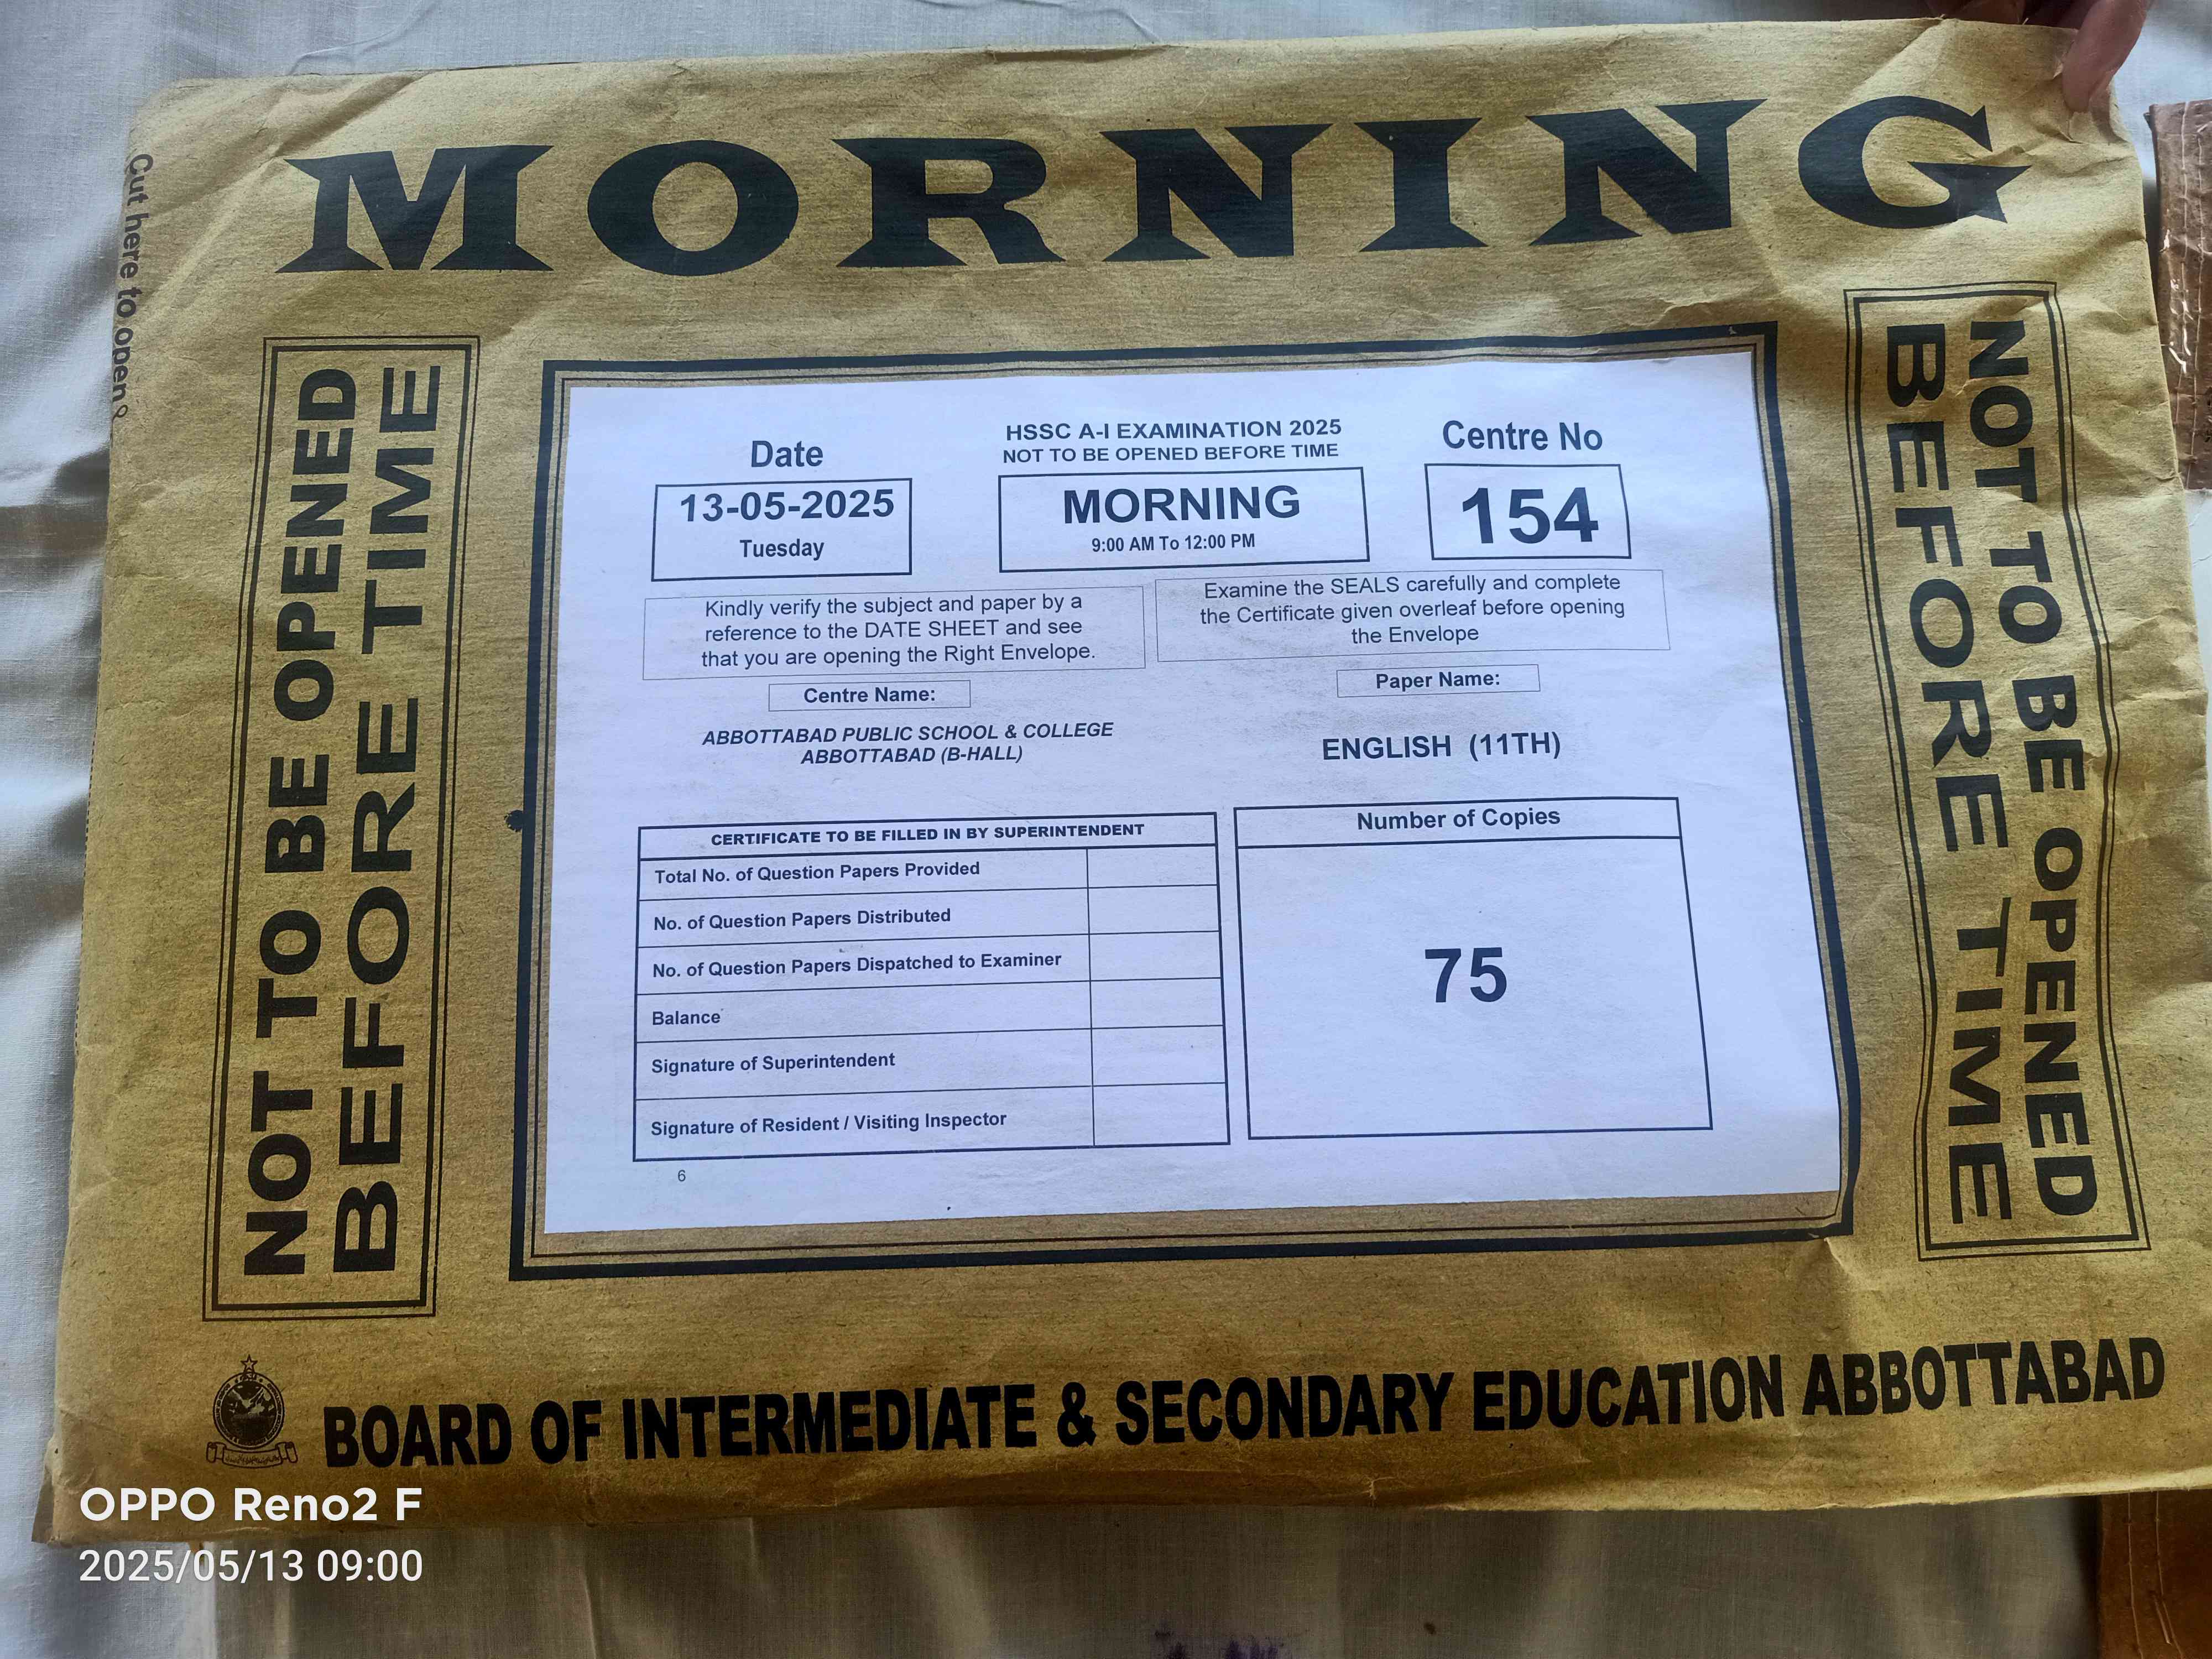 MORNING
Cut here to open
NOT TO BE OPENED
BEFORE TIME
Date
13-05-2025
Tuesday
HSSC A-I EXAMINATION 2025
NOT TO BE OPENED BEFORE TIME
MORNING
9:00 AM To 12:00 PM
Centre No
154
Kindly verify the subject and paper by a
reference to the DATE SHEET and see
that you are opening the Right Envelope.
Examine the SEALS carefully and complete
the Certificate given overleaf before opening
the Envelope
Centre Name:
ABBOTTABAD PUBLIC SCHOOL & COLLEGE
ABBOTTABAD (B-HALL)
Paper Name:
ENGLISH (11TH)
CERTIFICATE TO BE FILLED IN BY SUPERINTENDENT
Total No. of Question Papers Provided
No. of Question Papers Distributed
No. of Question Papers Dispatched to Examiner
Balance
Signature of Superintendent
Signature of Resident / Visiting Inspector
Number of Copies
75
6
NOT TO BE OPENED
BEFORE TIME
BOARD OF INTERMEDIATE & SECONDARY EDUCATION ABBOTTABAD
OPPO Reno2 F
2025/05/13 09:00